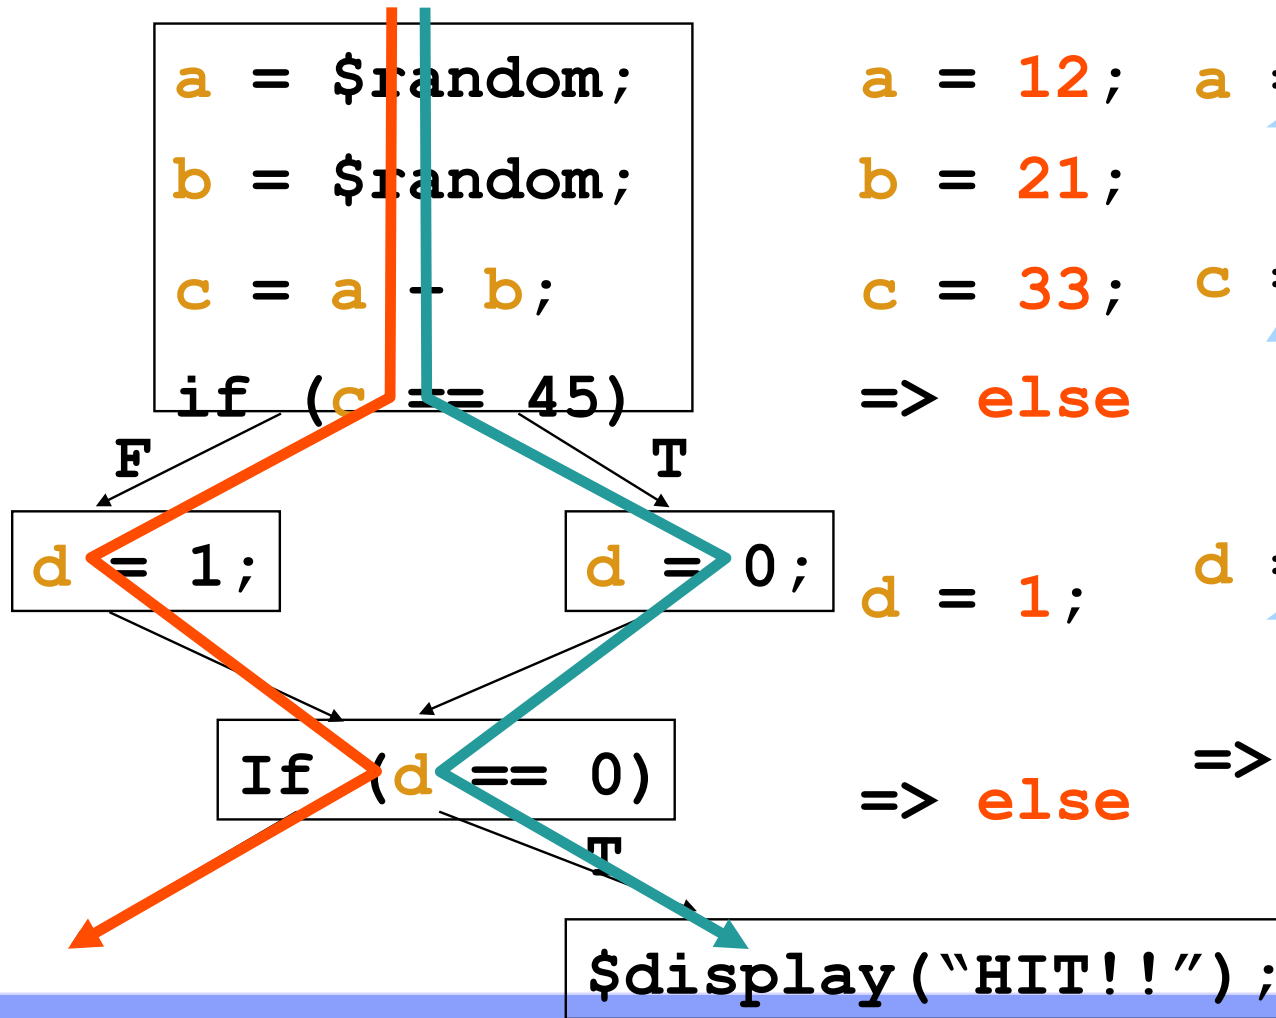 a = $random;
b = $random;
c = a + b;
if (c == 45)
F
T
d = 1;
d = 0;
If (d == 0)
T
$display(“HIT!!”);
a = 12;
b = 21;
c = 33;
=> else
d = 1;
=> else
a =
c =
d =
=>